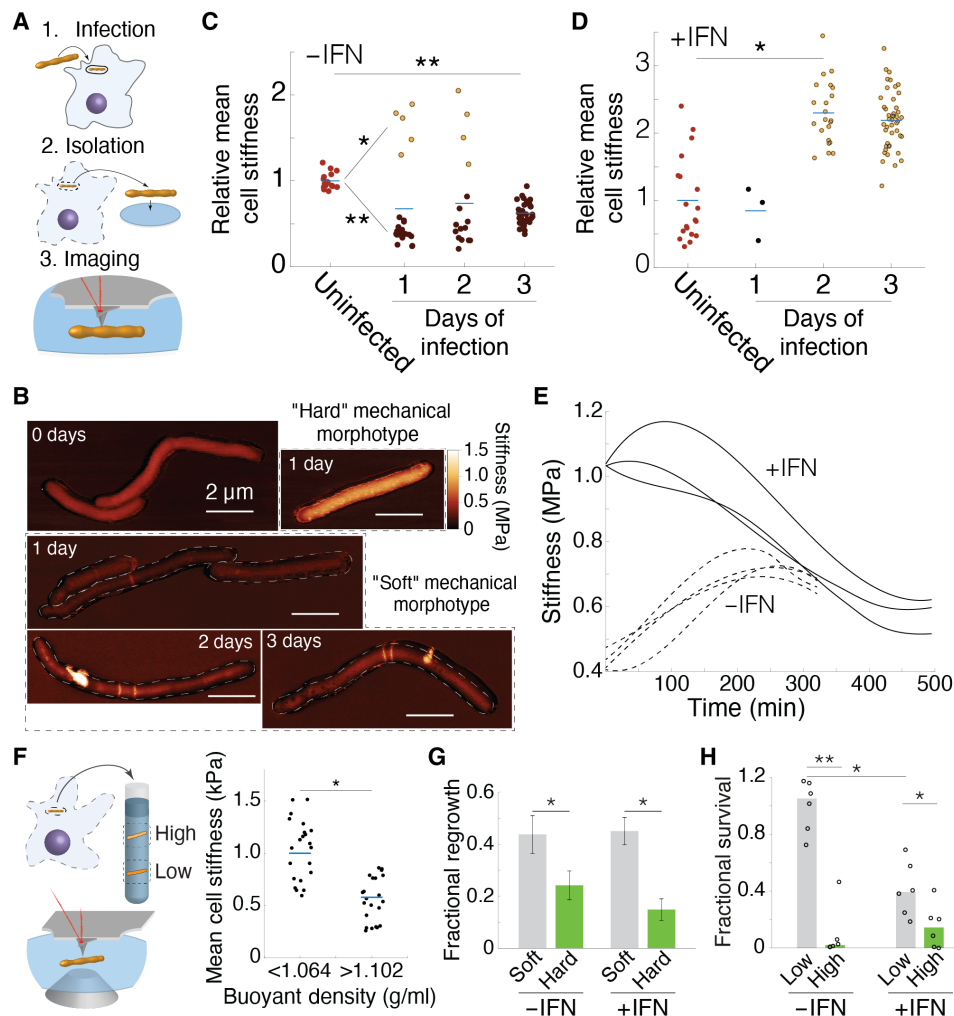 A
1. Infection
2. Isolation
3. Imaging
C
−IFN
**
*
**
Relative mean
cell stiffness
2
1
0
Uninfected
1 2 3
Days of
infection
D
+IFN
*
Relative mean
cell stiffness
3
2
1
0
Uninfected
1 2 3
Days of
infection
B
0 days
2 µm
"Hard" mechanical
morphotype
1 day
1.5
1.0
0.5
0
Stiffness (MPa)
1 day
"Soft" mechanical
morphotype
2 days
3 days
E
1.2
1.0
0.8
0.6
0.4
Stiffness (MPa)
+IFN
−IFN
0 100 200 300 400 500
Time (min)
F
High
Low
Mean cell stiffness (kPa)
*
1.5
1.0
0.5
0
<1.064 >1.102
Buoyant density (g/ml)
G
Fractional regrowth
0.6
0.4
0.2
0
*
*
Soft Hard Soft Hard
−IFN +IFN
H
Fractional survival
1.2
0.8
0.4
0
**
*
*
Low High Low High
−IFN +IFN